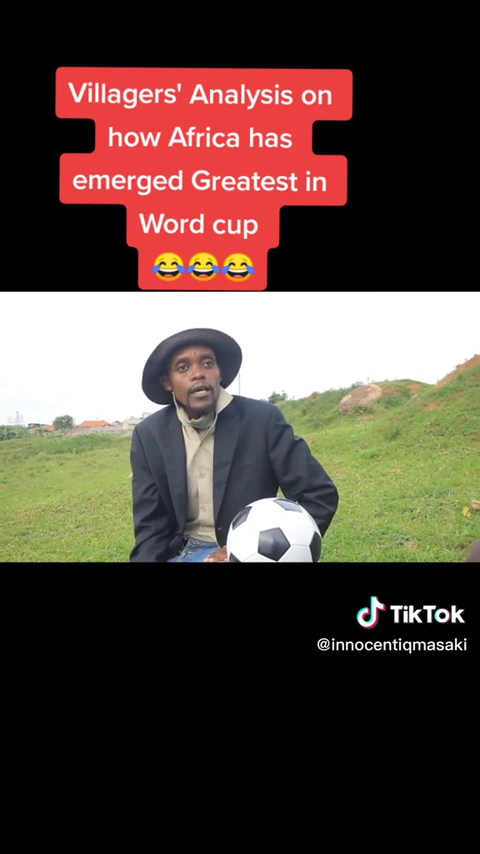 Villagers' Analysis on
how Africa has
emerged Greatest in
Word cup
😂😂😂
TikTok
@innocentiqmasaki